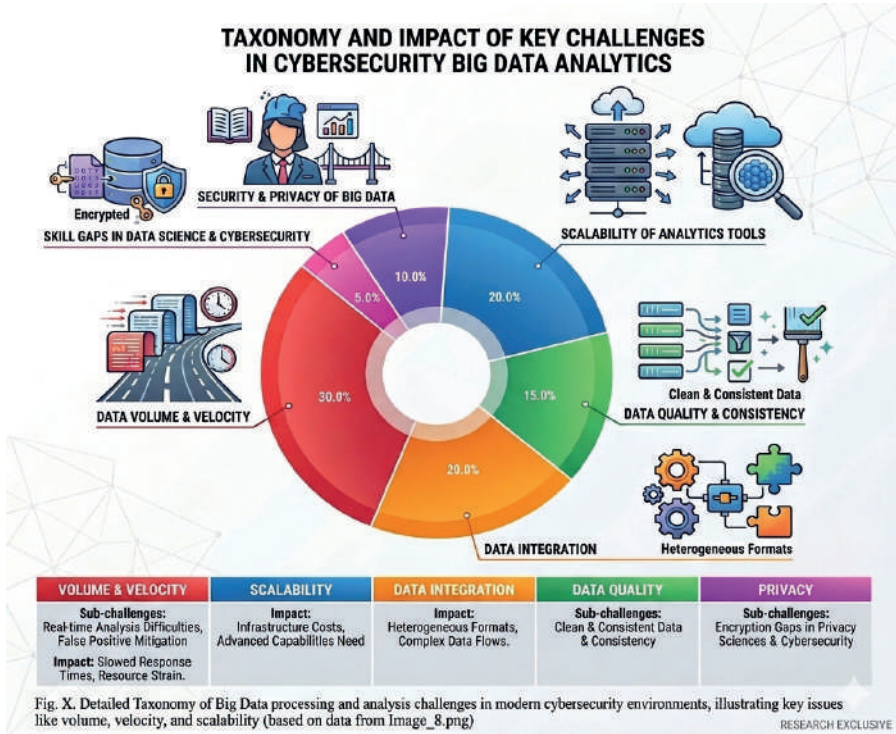 TAXONOMY AND IMPACT OF KEY CHALLENGES
IN CYBERSECURITY BIG DATA ANALYTICS
Encrypted
SECURITY & PRIVACY OF BIG DATA
SKILL GAPS IN DATA SCIENCE & CYBERSECURITY
SCALABILITY OF ANALYTICS TOOLS
10.0%
5.0%
20.0%
DATA VOLUME & VELOCITY
30.0%
15.0%
Clean & Consistent Data
DATA QUALITY & CONSISTENCY
20.0%
DATA INTEGRATION
Heterogeneous Formats
VOLUME & VELOCITY
Sub-challenges:
Real-time Analysis Difficulties,
False Positive Mitigation
Impact: Slowed Response
Times, Resource Strain.
SCALABILITY
Impact:
Infrastructure Costs,
Advanced Capabilities Need
DATA INTEGRATION
Impact:
Heterogeneous Formats,
Complex Data Flows.
DATA QUALITY
Sub-challenges:
Clean & Consistent Data
& Consistency
PRIVACY
Sub-challenges:
Encryption Gaps in Privacy
Sciences & Cybersecurity
Fig. X. Detailed Taxonomy of Big Data processing and analysis challenges in modern cybersecurity environments, illustrating key issues
like volume, velocity, and scalability (based on data from Image_8.png)
RESEARCH EXCLUSIVE